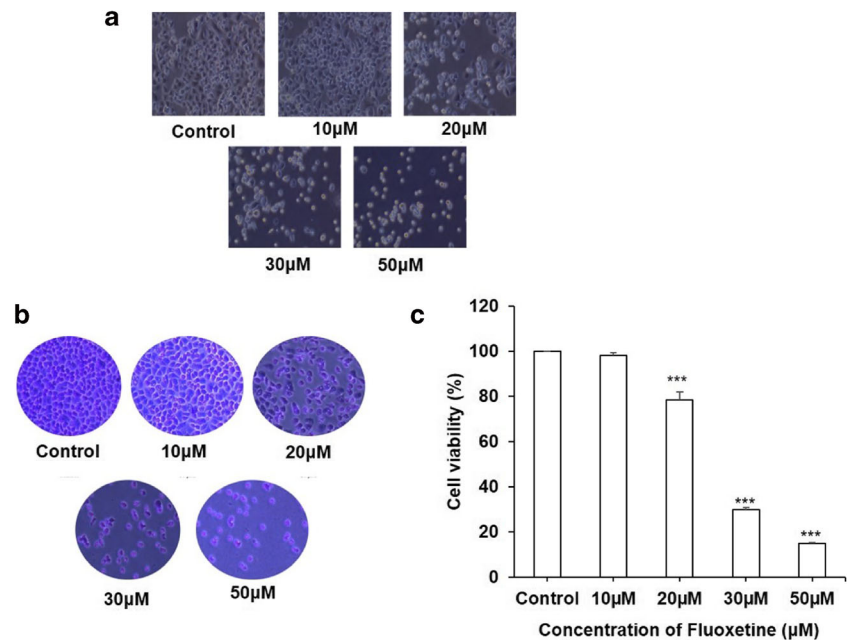 a
Control
10µM
20µM
30µM
50µM
b
Control
10µM
20µM
30µM
50µM
c
Cell viability (%)
120
100
80
60
40
20
0
***
***
***
Control 10µM 20µM 30µM 50µM
Concentration of Fluoxetine (µM)